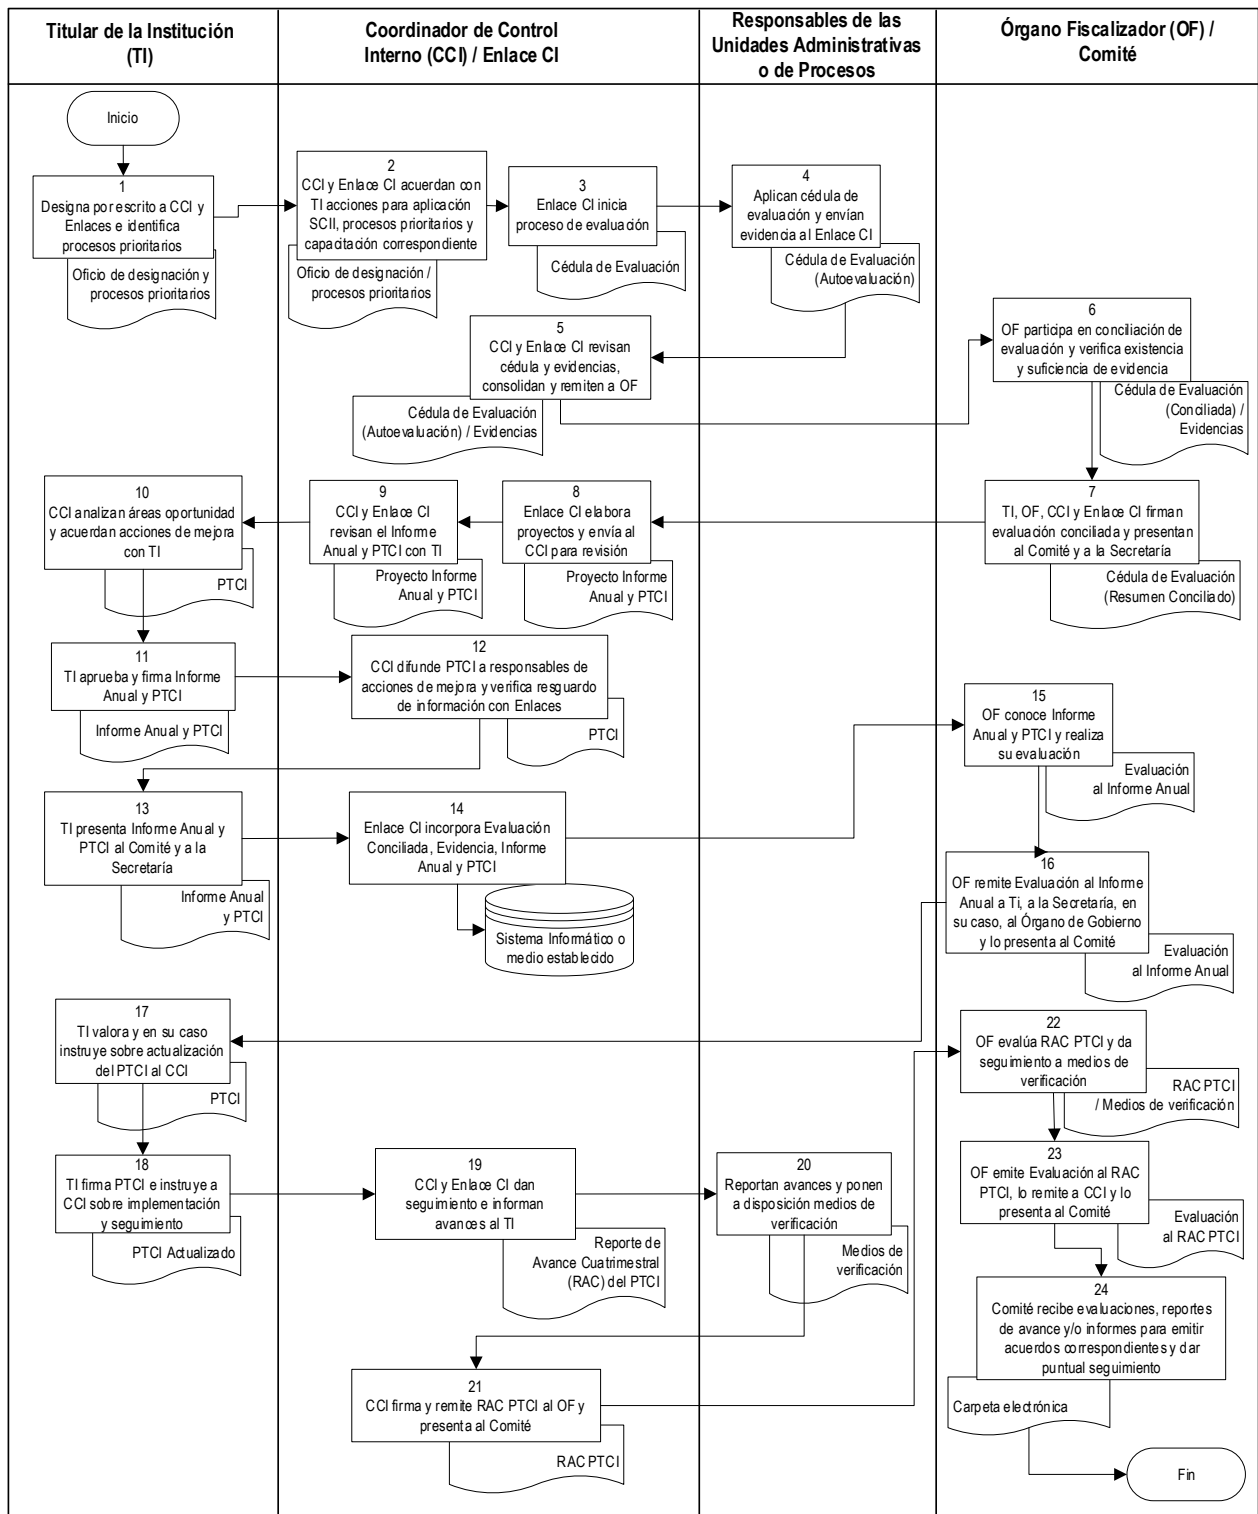 Titular de la Institución
(TI)
Coordinador de Control
Interno (CCI) / Enlace CI
Responsables de las
Unidades Administrativas
o de Procesos
Órgano Fiscalizador (OF) /
Comité
Inicio
1
Designa por escrito a CCI y
Enlaces e identifica
procesos prioritarios
Oficio de designación y
procesos prioritarios
2
CCI y Enlace CI acuerdan con
TI acciones para aplicación
SCII, procesos prioritarios y
capacitación correspondiente
Oficio de designación /
procesos prioritarios
3
Enlace CI inicia
proceso de evaluación
Cédula de Evaluación
4
Aplican cédula de
evaluación y envían
evidencia al Enlace CI
Cédula de Evaluación
(Autoevaluación)
5
CCI y Enlace CI revisan
cédula y evidencias,
consolidan y remiten a OF
Cédula de Evaluación
(Autoevaluación) / Evidencias
6
OF participa en conciliación de
evaluación y verifica existencia
y suficiencia de evidencia
Cédula de Evaluación
(Conciliada) /
Evidencias
7
TI, OF, CCI y Enlace CI firman
evaluación conciliada y presentan
al Comité y a la Secretaría
Cédula de Evaluación
(Resumen Conciliado)
8
Enlace CI elabora
proyectos y envía al
CCI para revisión
Proyecto Informe
Anual y PTCI
9
CCI y Enlace CI
revisan el Informe
Anual y PTCI con TI
Proyecto Informe
Anual y PTCI
10
CCI analizan áreas oportunidad
y acuerdan acciones de mejora
con TI
PTCI
11
TI aprueba y firma Informe
Anual y PTCI
Informe Anual y PTCI
12
CCI difunde PTCI a responsables de
acciones de mejora y verifica resguardo
de información con Enlaces
PTCI
13
TI presenta Informe Anual y
PTCI al Comité y a la
Secretaría
Informe Anual
y PTCI
14
Enlace CI incorpora Evaluación
Conciliada, Evidencia, Informe
Anual y PTCI
Sistema Informático o
medio establecido
15
OF conoce Informe
Anual y PTCI y realiza
su evaluación
Evaluación
al Informe Anual
16
OF remite Evaluación al Informe
Anual a Ti, a la Secretaría, en
su caso, al Órgano de Gobierno
y lo presenta al Comité
Evaluación
al Informe Anual
17
TI valora y en su caso
instruye sobre actualización
del PTCI al CCI
PTCI
18
TI firma PTCI e instruye a
CCI sobre implementación
y seguimiento
PTCI Actualizado
19
CCI y Enlace CI dan
seguimiento e informan
avances al TI
Reporte de
Avance Cuatrimestral
(RAC) del PTCI
20
Reportan avances y ponen
a disposición medios de
verificación
Medios de
verificación
21
CCI firma y remite RAC PTCI al OF y
presenta al Comité
RAC PTCI
22
OF evalúa RAC PTCI y da
seguimiento a medios de
verificación
RAC PTCI
/ Medios de verificación
23
OF emite Evaluación al RAC
PTCI, lo remite a CCI y lo
presenta al Comité
Evaluación
al RAC PTCI
24
Comité recibe evaluaciones, reportes
de avance y/o informes para emitir
acuerdos correspondientes y dar
puntual seguimiento
Carpeta electrónica
Fin